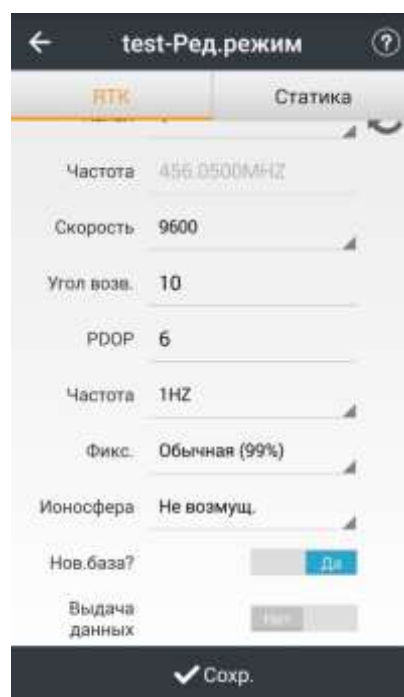 test-Ред.режим
?
RTK Статика
Частота 456.0500MHZ
Скорость 9600
Угол возв. 10
PDOP 6
Частота 1HZ
Фикс. Обычная (99%)
Ионосфера Не возмущ.
Нов.база? Да
Выдача
данных Нет
Сохр.